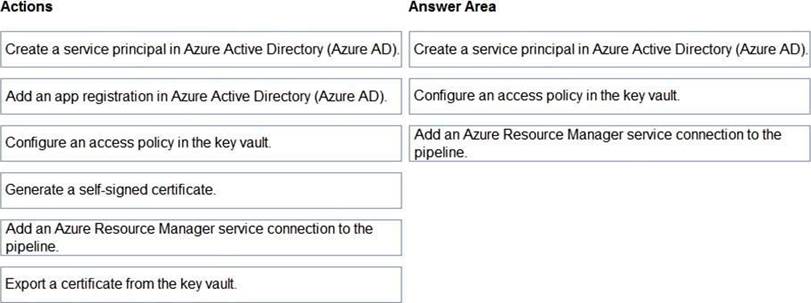 Actions
Answer Area
Create a service principal in Azure Active Directory (Azure AD).
Create a service principal in Azure Active Directory (Azure AD).
Add an app registration in Azure Active Directory (Azure AD).
Configure an access policy in the key vault.
Configure an access policy in the key vault.
Add an Azure Resource Manager service connection to the
pipeline.
Generate a self-signed certificate.
Add an Azure Resource Manager service connection to the
pipeline.
Export a certificate from the key vault.